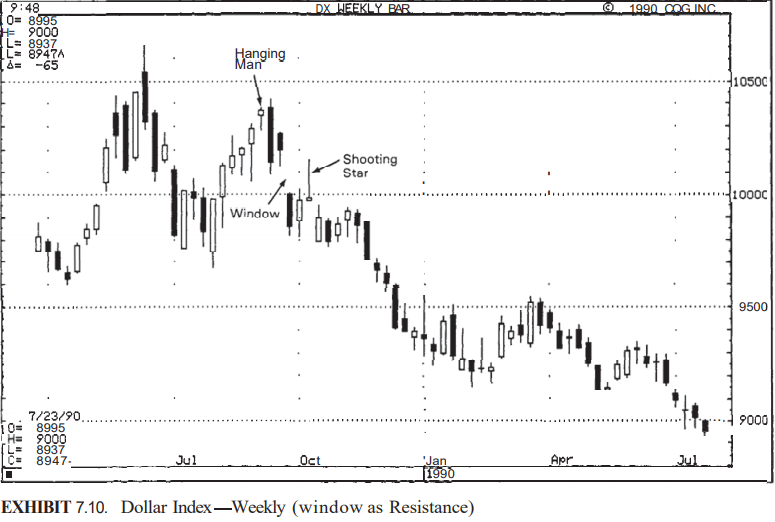 9:48 DX WEEKLY BAR © 1990 CQG INC.
O= 8995
H= 9000
L= 8937
L= 8947^
Δ= -65
Hanging
Man
10500
Shooting
Star
10000
Window
9500
7/23/90
O= 8995
H= 9000
L= 8937
C= 8947-
9000
Jul Oct Jan Apr Jul
1990
EXHIBIT 7.10. Dollar Index—Weekly (window as Resistance)